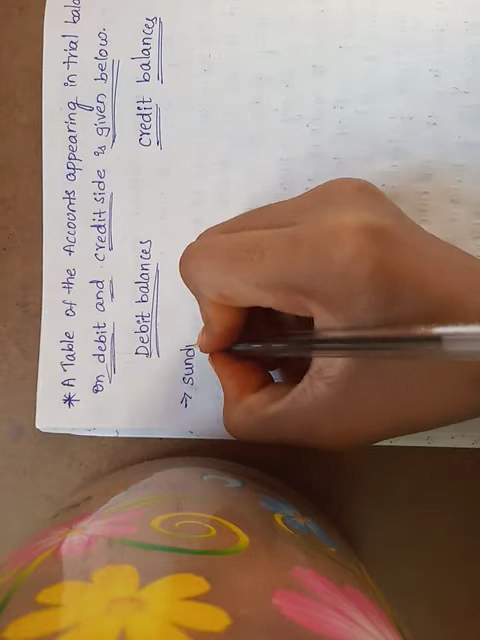 * A Table of the Accounts appearing in trial bala
on debit and credit side is given below.
Debit balances credit balances
→ sund